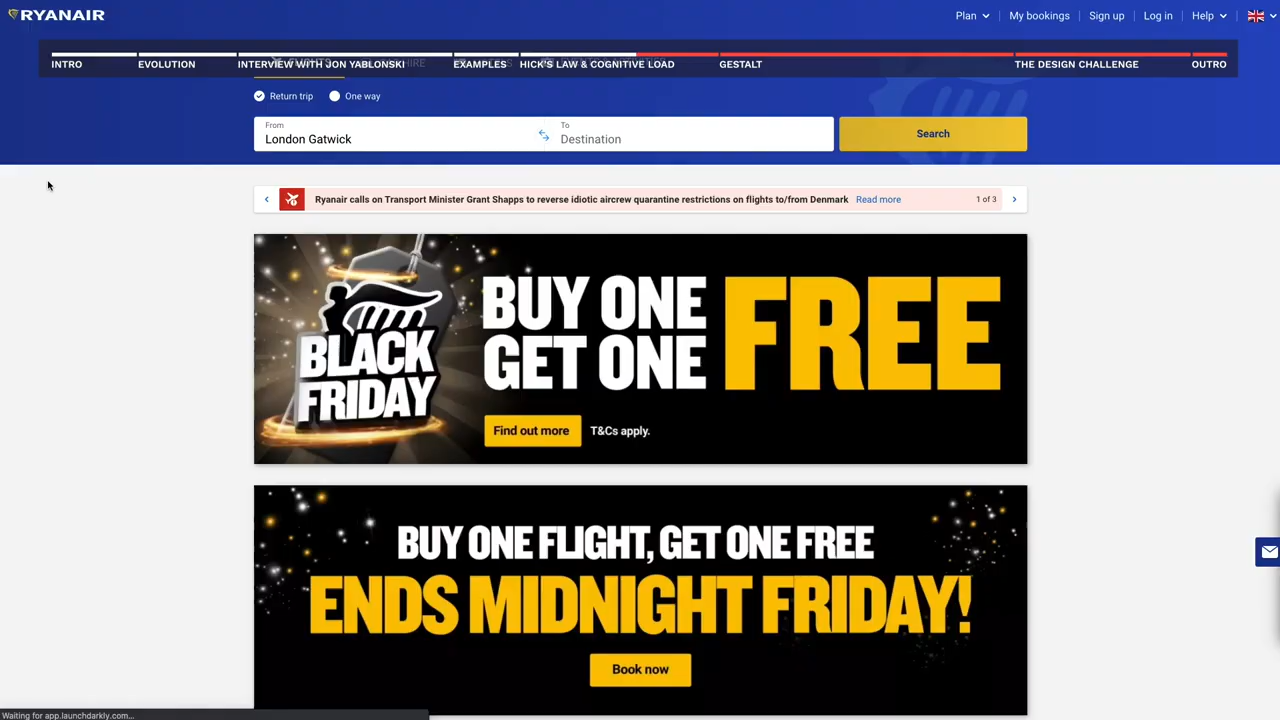 RYANAIR
Plan My bookings Sign up Log in Help
INTRO EVOLUTION INTERVIEW WITH JON YABLONSKI EXAMPLES HICK'S LAW & COGNITIVE LOAD GESTALT THE DESIGN CHALLENGE OUTRO
Return trip One way
From To
London Gatwick Destination Search
Ryanair calls on Transport Minister Grant Shapps to reverse idiotic aircrew quarantine restrictions on flights to/from Denmark Read more 1 of 3
BLACK
FRIDAY
BUY ONE
GET ONE
FREE
Find out more T&Cs apply.
BUY ONE FLIGHT, GET ONE FREE
ENDS MIDNIGHT FRIDAY!
Book now
Waiting for app.launchdarkly.com...